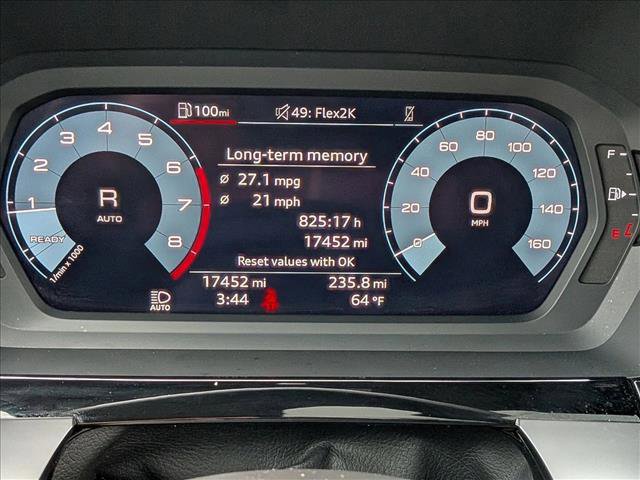 100mi
49: Flex2K
Long-term memory
Ø 27.1 mpg
Ø 21 mph
825:17 h
17452 mi
Reset values with OK
17452 mi
235.8 mi
3:44
64 °F
AUTO
1
2
3
4
5
6
7
8
READY
1/min x 1000
R
AUTO
0
20
40
60
80
100
120
140
160
0
MPH
F
E